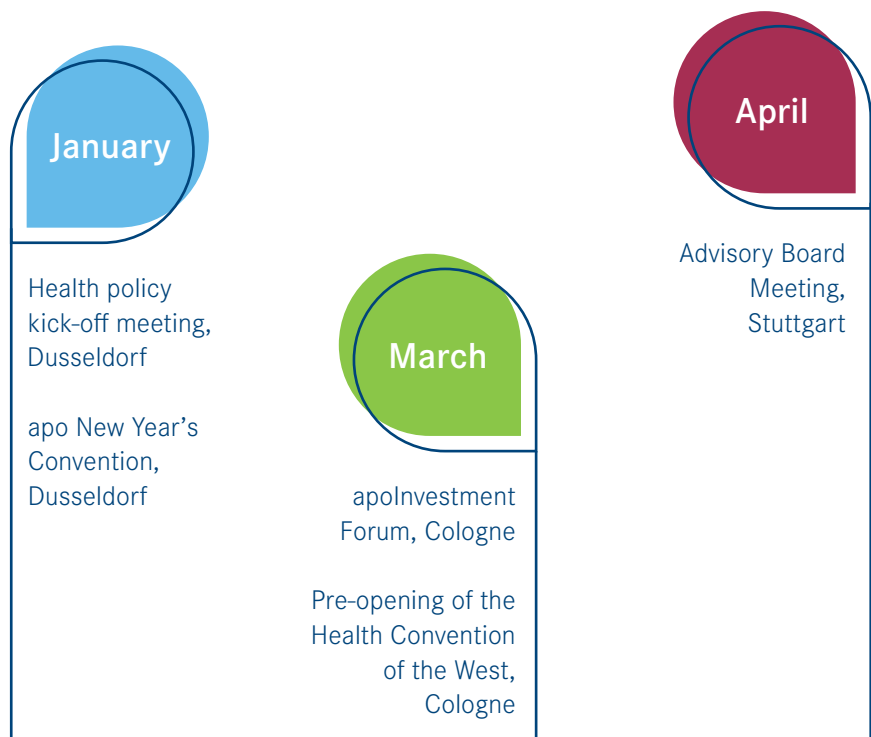 January
Health policy
kick-off meeting,
Dusseldorf
apo New Year’s
Convention,
Dusseldorf
March
apoInvestment
Forum, Cologne
Pre-opening of the
Health Convention
of the West,
Cologne
April
Advisory Board
Meeting,
Stuttgart